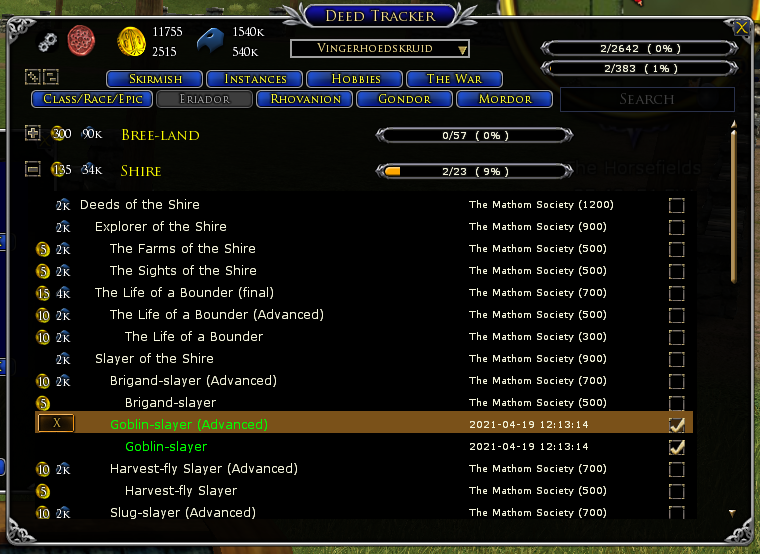 Deed Tracker
11755
2515
1540k
540k
Vingerhoedskruid
2/2642 ( 0% )
2/383 ( 1% )
Skirmish Instances Hobbies The War
Class/Race/Epic Eriador Rhovanion Gondor Mordor Search
300 90k Bree-land 0/57 ( 0% )
The Horsefields
135 34k Shire 2/23 ( 9% )
2k Deeds of the Shire The Mathom Society (1200)
2k Explorer of the Shire The Mathom Society (900)
5 2k The Farms of the Shire The Mathom Society (500)
5 2k The Sights of the Shire The Mathom Society (500)
15 4k The Life of a Bounder (final) The Mathom Society (700)
10 2k The Life of a Bounder (Advanced) The Mathom Society (500)
10 2k The Life of a Bounder The Mathom Society (300)
2k Slayer of the Shire The Mathom Society (900)
10 2k Brigand-slayer (Advanced) The Mathom Society (700)
5 Brigand-slayer The Mathom Society (500)
X Goblin-slayer (Advanced) 2021-04-19 12:13:14
Goblin-slayer 2021-04-19 12:13:14
10 2k Harvest-fly Slayer (Advanced) The Mathom Society (700)
5 Harvest-fly Slayer The Mathom Society (500)
10 2k Slug-slayer (Advanced) The Mathom Society (700)